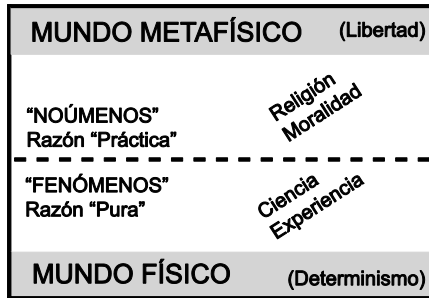 MUNDO METAFÍSICO (Libertad)
Religión
Moralidad
“NOÚMENOS”
Razón “Práctica”
“FENÓMENOS”
Razón “Pura”
Ciencia
Experiencia
MUNDO FÍSICO (Determinismo)